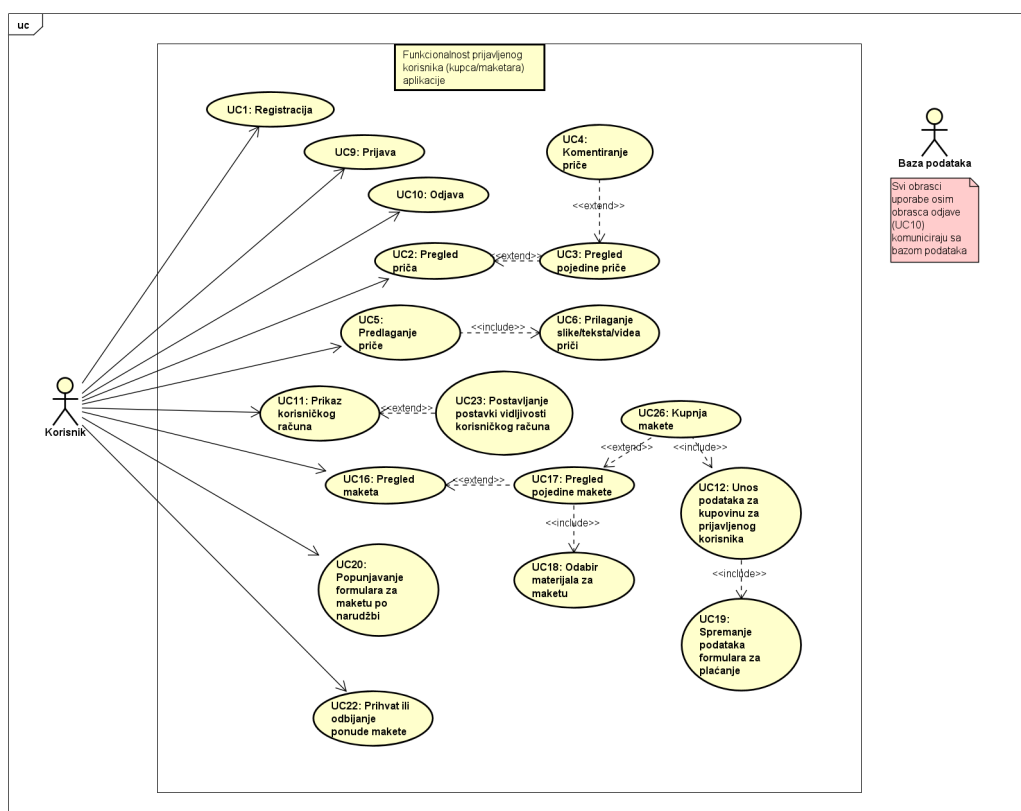 uc
Funkcionalnost prijavljenog
korisnika (kupca/maketara)
aplikacije
UC1: Registracija
UC9: Prijava
UC10: Odjava
UC4:
Komentiranje
priče
<<extend>>
UC2: Pregled
priča
<<extend>>
UC3: Pregled
pojedine priče
UC5:
Predlaganje
priče
<<include>>
UC6: Prilaganje
slike/teksta/videa
priči
Korisnik
UC11: Prikaz
korisničkog
računa
<<extend>>
UC23: Postavljanje
postavki vidljivosti
korisničkog računa
UC26: Kupnja
makete
<<extend>>
<<include>>
UC16: Pregled
maketa
<<extend>>
UC17: Pregled
pojedine makete
UC12: Unos
podataka za
kupovinu za
prijavljenog
korisnika
<<include>>
UC18: Odabir
materijala za
maketu
<<include>>
UC20:
Popunjavanje
formulara za
maketu po
narudžbi
UC19:
Spremanje
podataka
formulara za
plaćanje
UC22: Prihvat ili
odbijanje
ponude makete
Baza podataka
Svi obrasci
uporabe osim
obrasca odjave
(UC10)
komuniciraju sa
bazom podataka